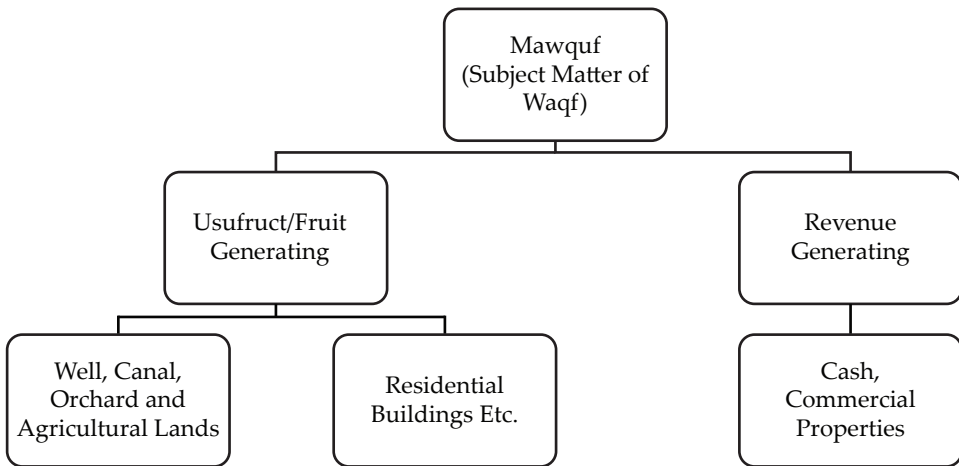 Mawquf
(Subject Matter of
Waqf)
Usufruct/Fruit
Generating
Revenue
Generating
Well, Canal,
Orchard and
Agricultural Lands
Residential
Buildings Etc.
Cash,
Commercial
Properties